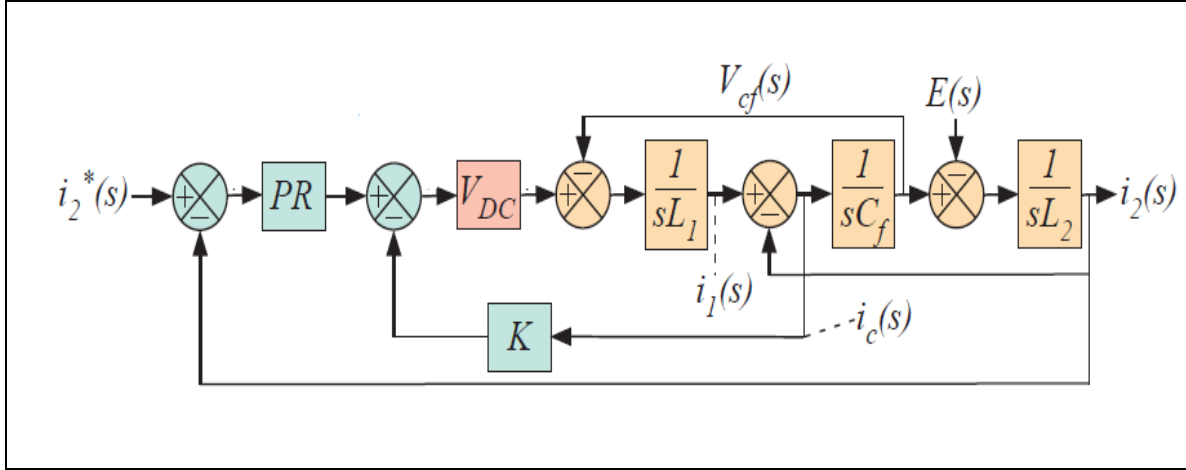 V_cf(s)
E(s)
i_2^*(s)
+
−
PR
+
−
V_DC
+
−
1
sL_1
+
−
1
sC_f
+
−
1
sL_2
i_2(s)
i_1(s)
i_c(s)
K